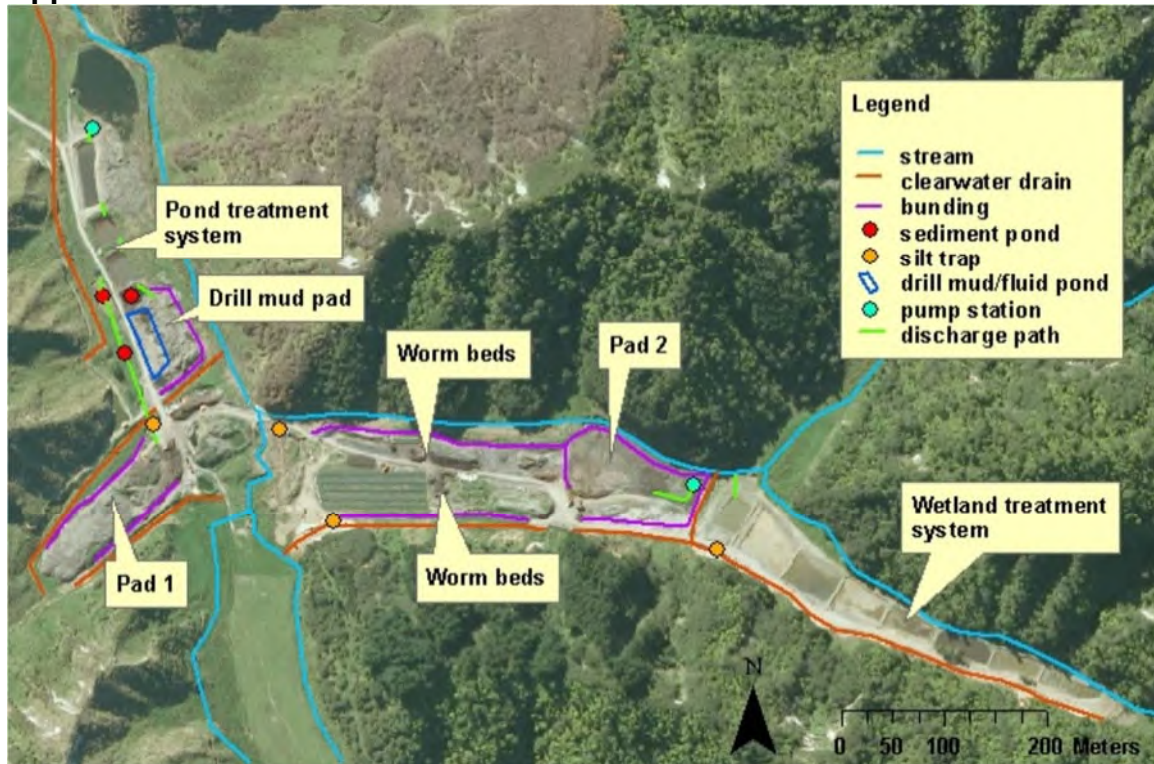 Legend
stream
clearwater drain
bunding
sediment pond
silt trap
drill mud/fluid pond
pump station
discharge path
Pond treatment
system
Drill mud pad
Worm beds
Pad 2
Wetland treatment
system
Pad 1
Worm beds
N
0 50 100 200 Meters